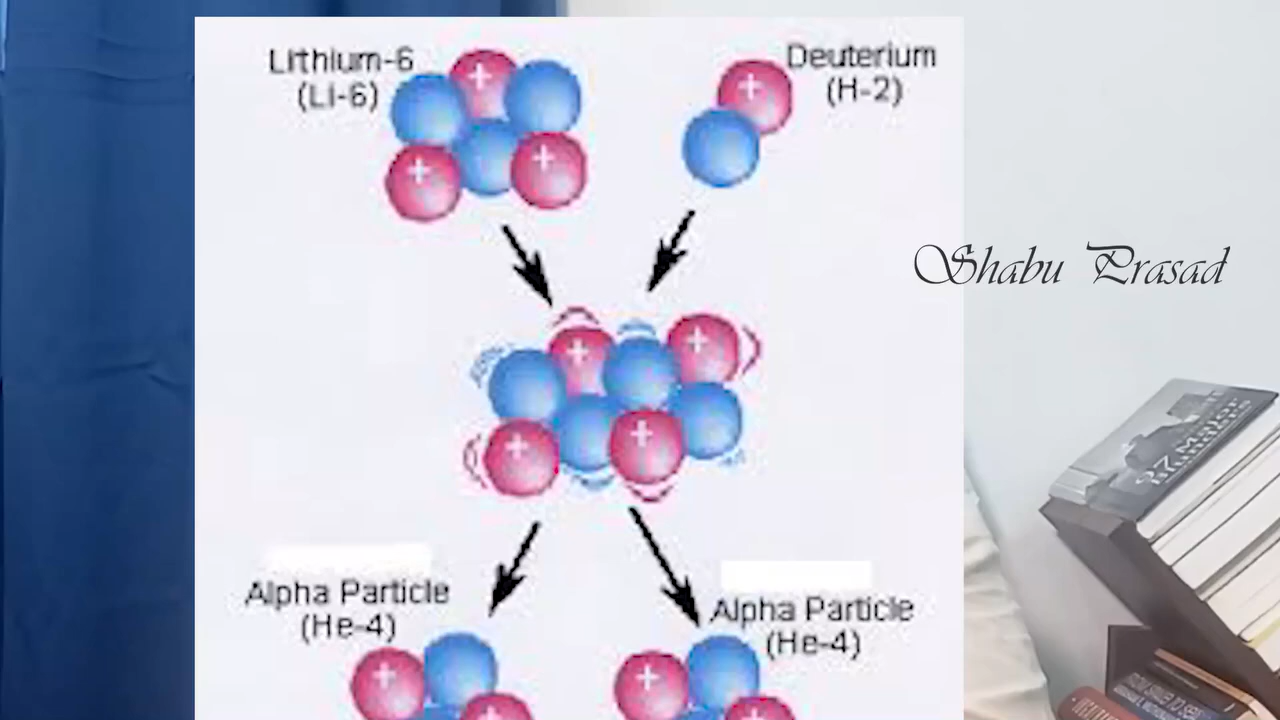 Lithium-6
(Li-6)
Deuterium
(H-2)
+
+
+
+
+
+
+
+
Alpha Particle
(He-4)
Alpha Particle
(He-4)
+
+
Shabu Prasad